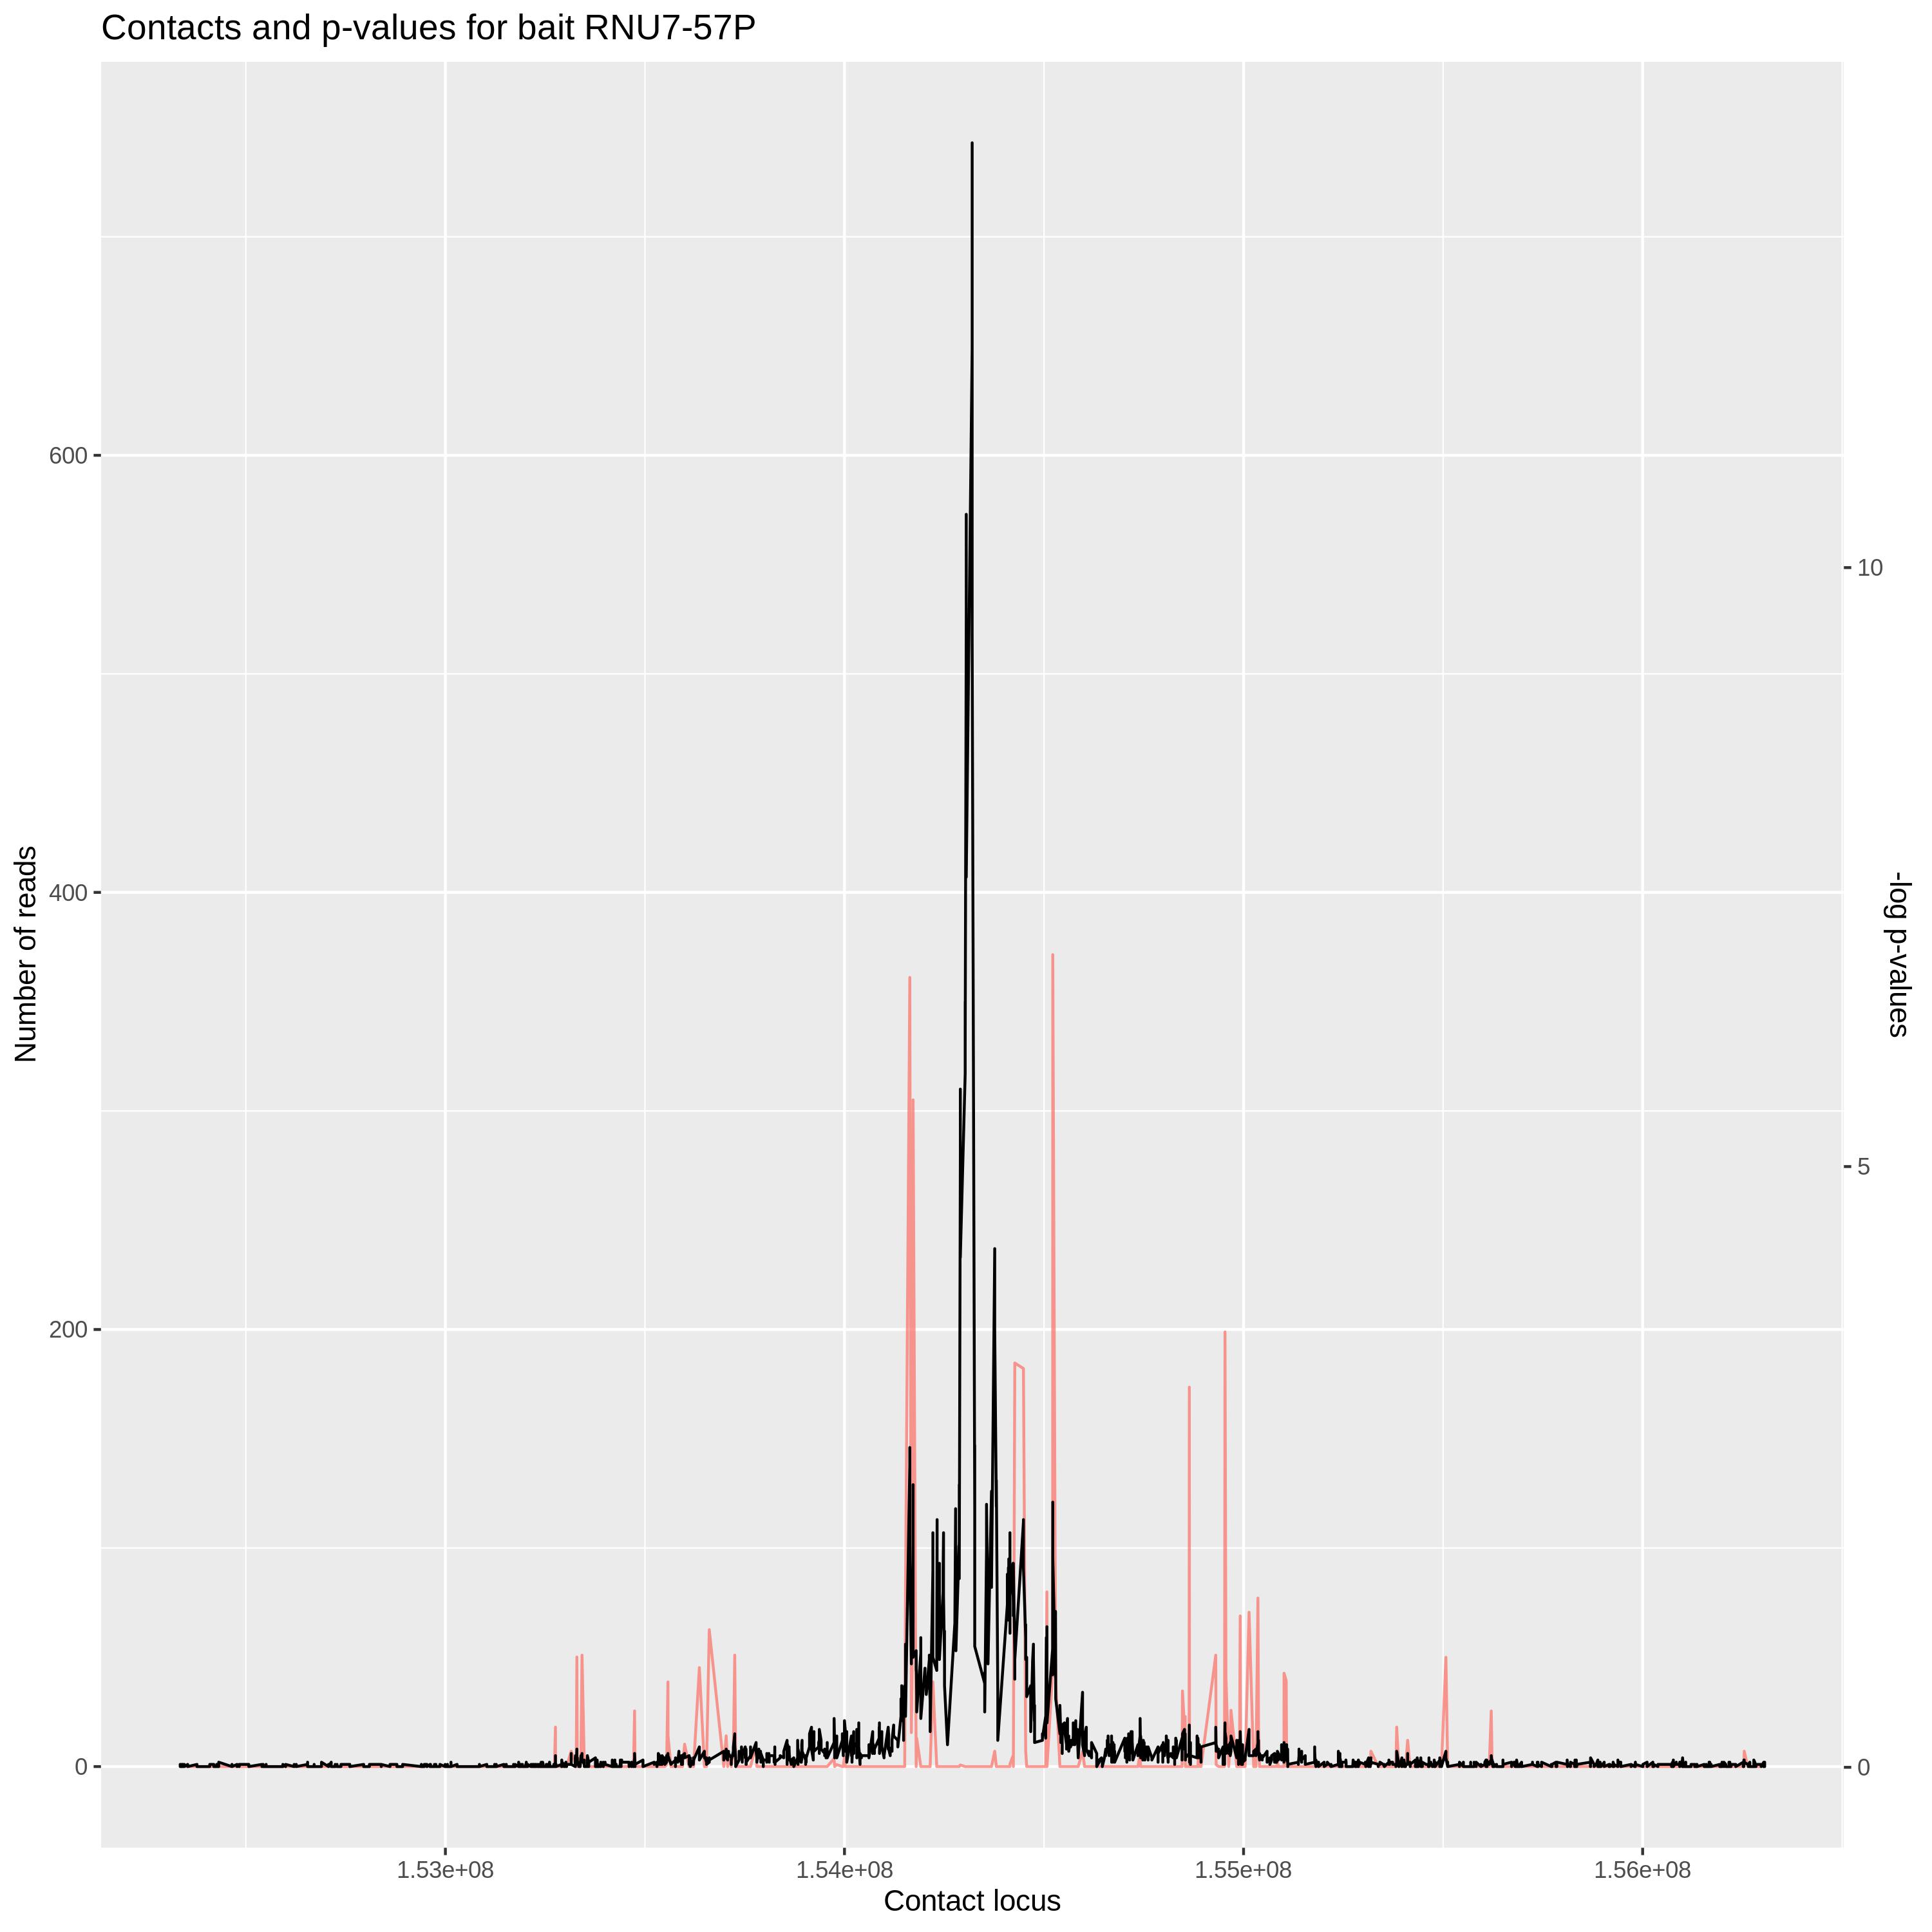 Contacts and p-values for bait RNU7-57P
600
400
200
0
Number of reads
10
5
0
-log p-values
1.53e+08
1.54e+08
1.55e+08
1.56e+08
Contact locus